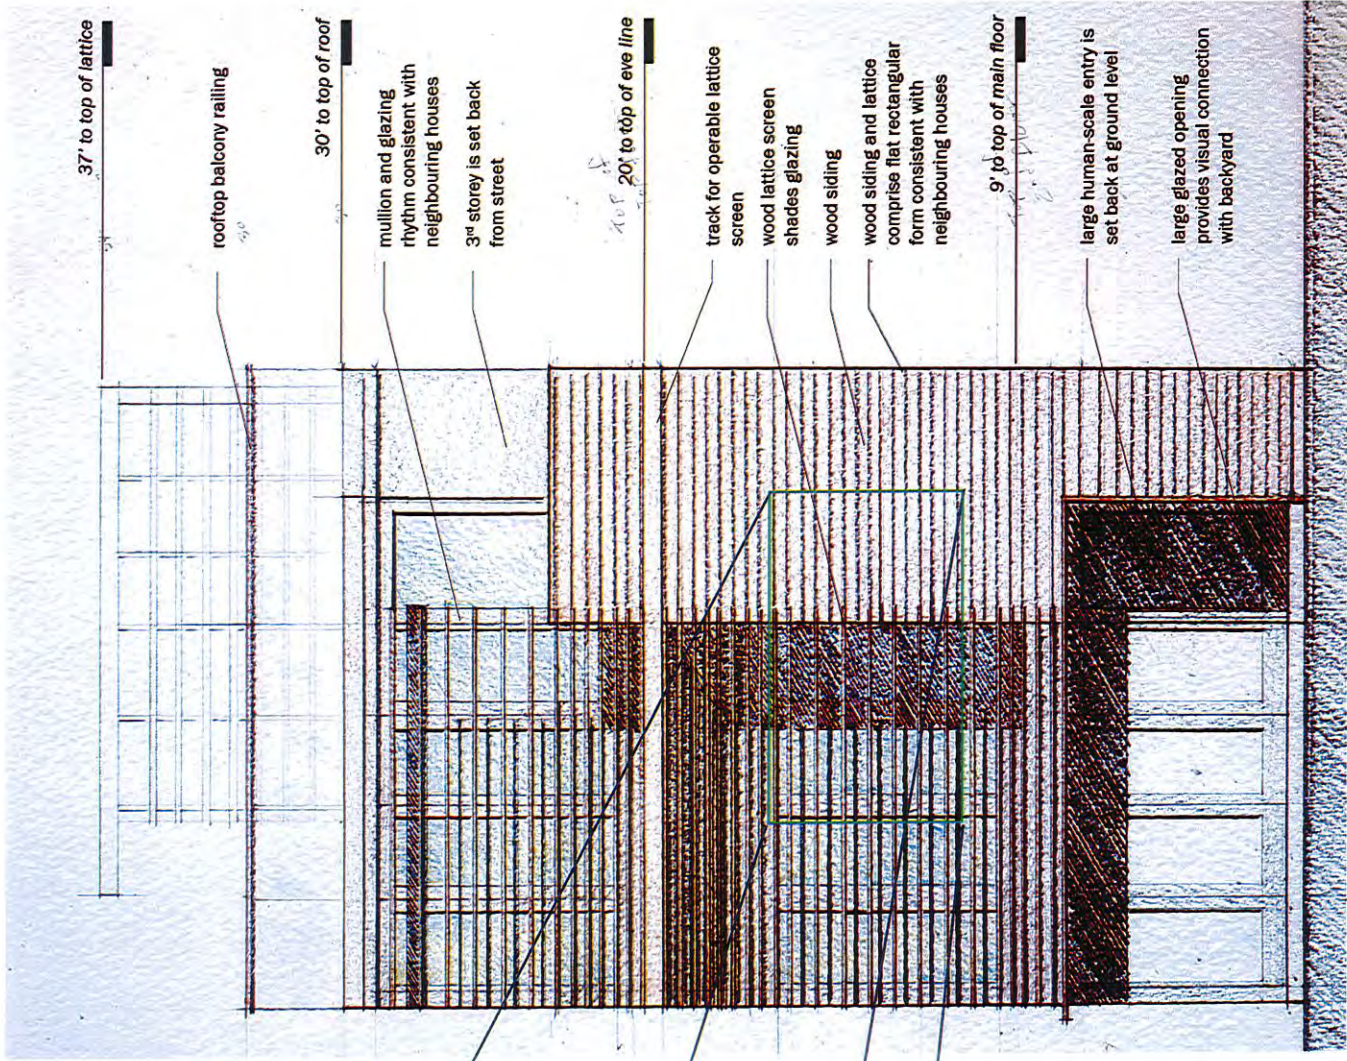 37' to top of lattice
rooftop balcony railing
30' to top of roof
mullion and glazing
rhythm consistent with
neighbouring houses
3rd storey is set back
from street
20' to top of eve line
TOP of
track for operable lattice
screen
wood lattice screen
shades glazing
wood siding
wood siding and lattice
comprise flat rectangular
form consistent with
neighbouring houses
9' to top of main floor
large human-scale entry is
set back at ground level
large glazed opening
provides visual connection
with backyard